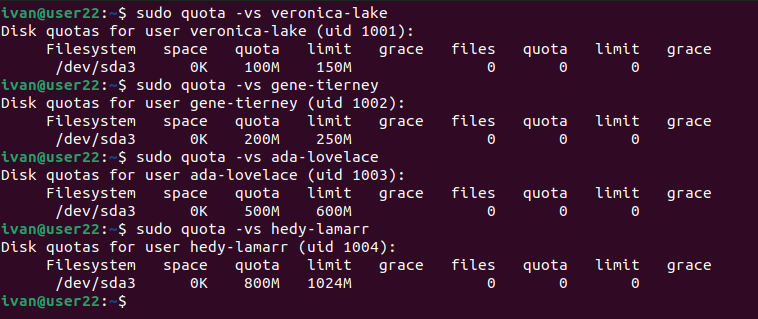 ivan@user22:~$ sudo quota -vs veronica-lake
Disk quotas for user veronica-lake (uid 1001):
     Filesystem   space   quota   limit   grace   files   quota   limit   grace
      /dev/sda3      0K    100M    150M               0       0       0
ivan@user22:~$ sudo quota -vs gene-tierney
Disk quotas for user gene-tierney (uid 1002):
     Filesystem   space   quota   limit   grace   files   quota   limit   grace
      /dev/sda3      0K    200M    250M               0       0       0
ivan@user22:~$ sudo quota -vs ada-lovelace
Disk quotas for user ada-lovelace (uid 1003):
     Filesystem   space   quota   limit   grace   files   quota   limit   grace
      /dev/sda3      0K    500M    600M               0       0       0
ivan@user22:~$ sudo quota -vs hedy-lamarr
Disk quotas for user hedy-lamarr (uid 1004):
     Filesystem   space   quota   limit   grace   files   quota   limit   grace
      /dev/sda3      0K    800M   1024M               0       0       0
ivan@user22:~$